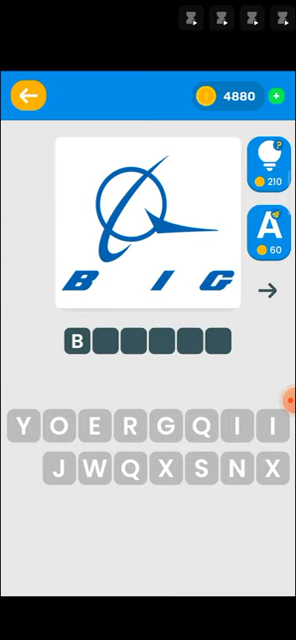 4880 +
?
210
B I G
A
60
B
Y O E R G Q I I
J W Q X S N X